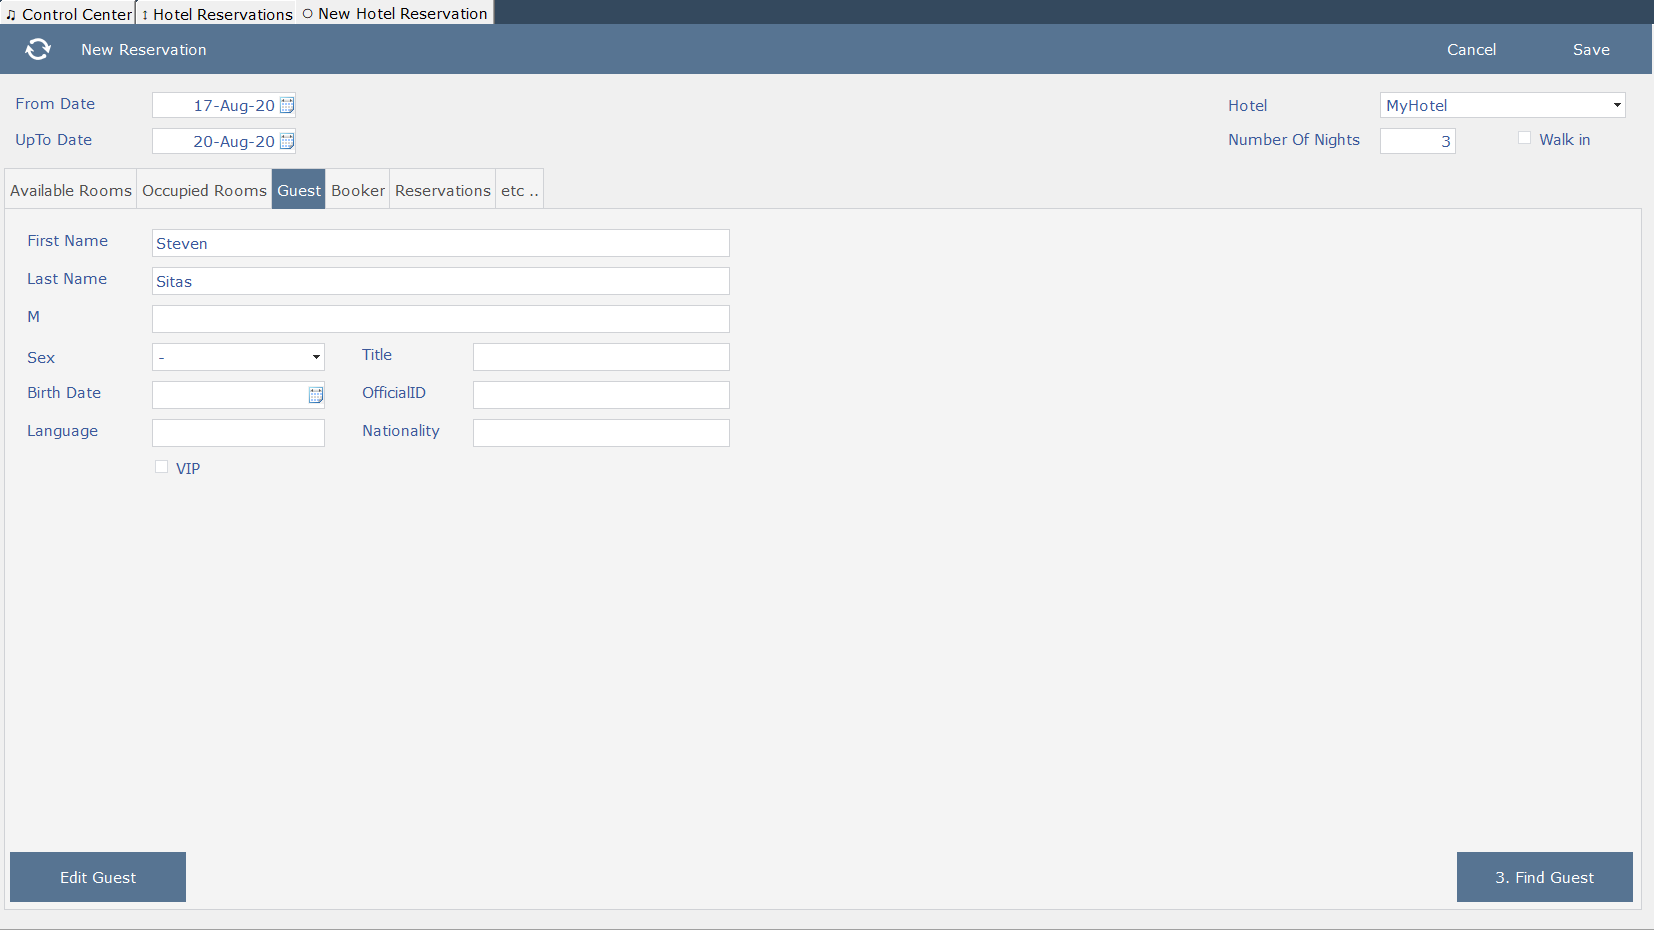 ♫ Control Center ↕ Hotel Reservations ○ New Hotel Reservation
New Reservation Cancel Save
From Date 17-Aug-20 Hotel MyHotel
UpTo Date 20-Aug-20 Number Of Nights 3 Walk in
Available Rooms Occupied Rooms Guest Booker Reservations etc ..
First Name Steven
Last Name Sitas
M
Sex - Title
Birth Date OfficialID
Language Nationality
VIP
Edit Guest 3. Find Guest